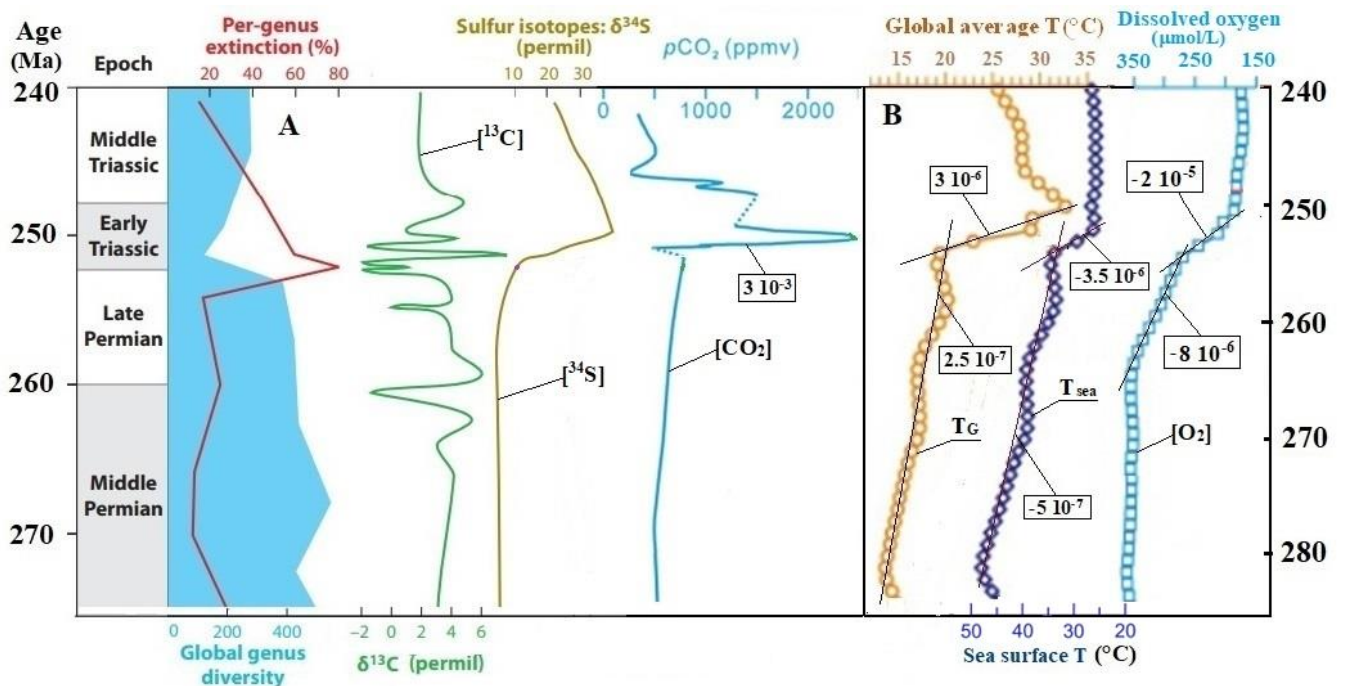 Age
(Ma)
Epoch
Per-genus
extinction (%)
20 40 60 80
Sulfur isotopes: δ³⁴S
(permil)
10 20 30
pCO₂ (ppmv)
0 1000 2000
Global average T (°C)
15 20 25 30 35
Dissolved oxygen
(μmol/L)
350 250 150
240
250
260
270
Middle
Triassic
Early
Triassic
Late
Permian
Middle
Permian
A
[¹³C]
[³⁴S]
3 10⁻³
[CO₂]
B
3 10⁻⁶
-2 10⁻⁵
-3.5 10⁻⁶
2.5 10⁻⁷
-8 10⁻⁶
T sea
TG
[O₂]
-5 10⁻⁷
240
250
260
270
280
0 200 400
Global genus
diversity
-2 0 2 4 6
δ¹³C (permil)
50 40 30 20
Sea surface T (°C)